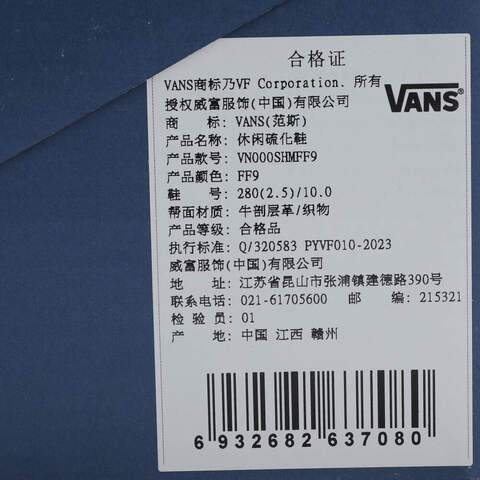 合格证
VANS商标乃VF Corporation. 所有
授权威富服饰(中国)有限公司
VANS®
商 标: VANS(范斯)
产品名称: 休闲硫化鞋
产品款号: VN000SHMFF9
产品颜色: FF9
鞋 号: 280(2.5)/10.0
帮面材质: 牛剖层革/织物
产品等级: 合格品
执行标准: Q/320583 PYVF010-2023
威富服饰(中国)有限公司
地 址: 江苏省昆山市张浦镇建德路390号
联系电话: 021-61705600 邮 编: 215321
检 验 员: 01
产 地: 中国 江西 赣州
6 932682 637080